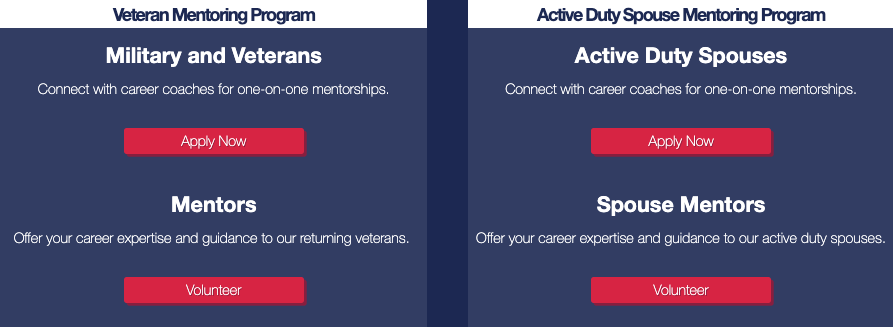 Veteran Mentoring Program
Military and Veterans
Connect with career coaches for one-on-one mentorships.
Apply Now
Mentors
Offer your career expertise and guidance to our returning veterans.
Volunteer
Active Duty Spouse Mentoring Program
Active Duty Spouses
Connect with career coaches for one-on-one mentorships.
Apply Now
Spouse Mentors
Offer your career expertise and guidance to our active duty spouses.
Volunteer